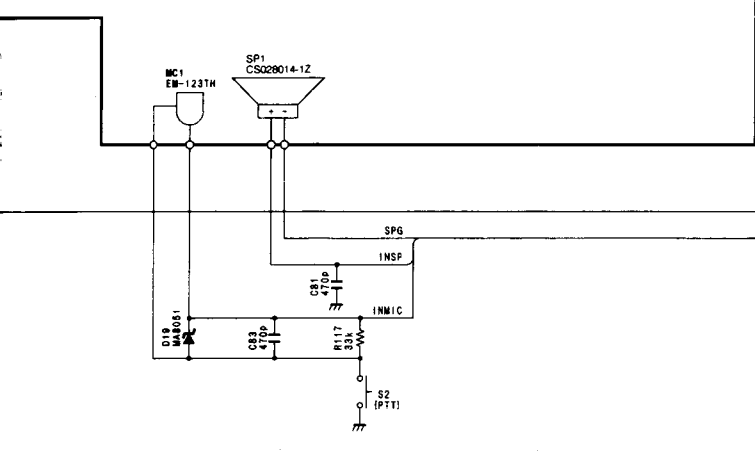 SP1
CS028014-1Z
MC1
EM-123TH
+ -
SPG
INSP
C81
470P
INMIC
D19
MA8051
C83
470P
R117
33k
S2
(PTT)